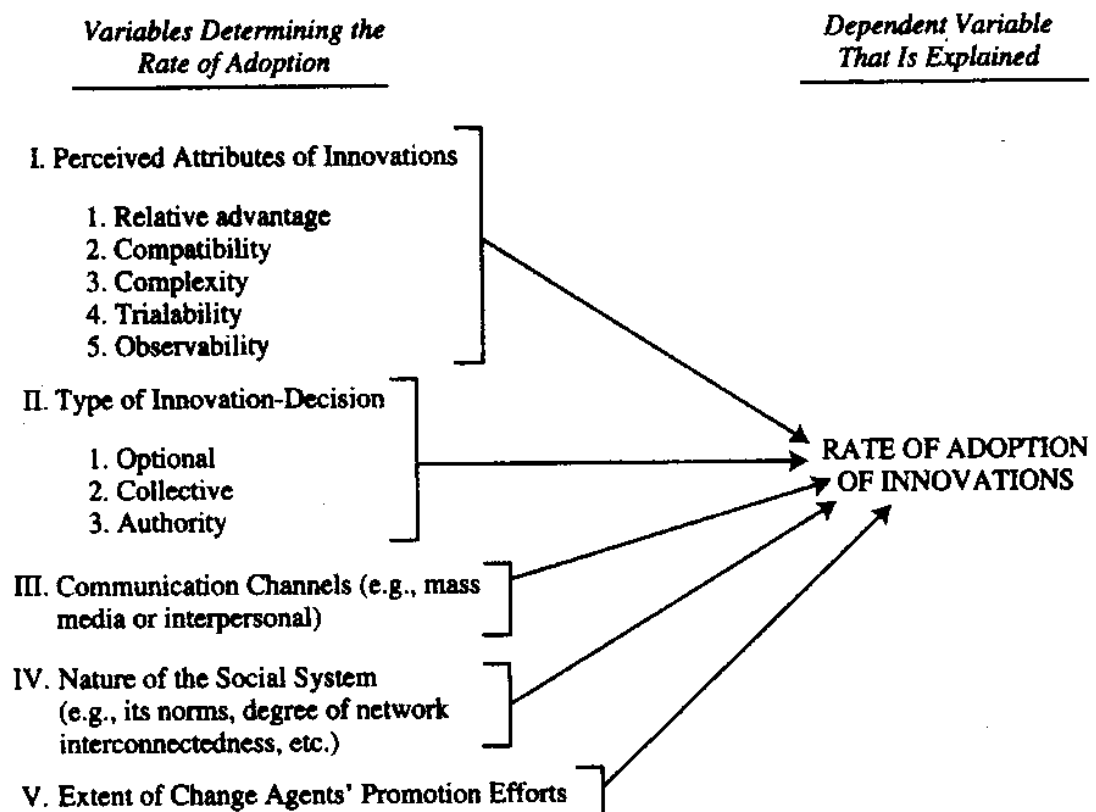 Variables Determining the
Rate of Adoption
Dependent Variable
That Is Explained
I. Perceived Attributes of Innovations
1. Relative advantage
2. Compatibility
3. Complexity
4. Trialability
5. Observability
II. Type of Innovation-Decision
1. Optional
2. Collective
3. Authority
III. Communication Channels (e.g., mass
media or interpersonal)
IV. Nature of the Social System
(e.g., its norms, degree of network
interconnectedness, etc.)
V. Extent of Change Agents' Promotion Efforts
RATE OF ADOPTION
OF INNOVATIONS